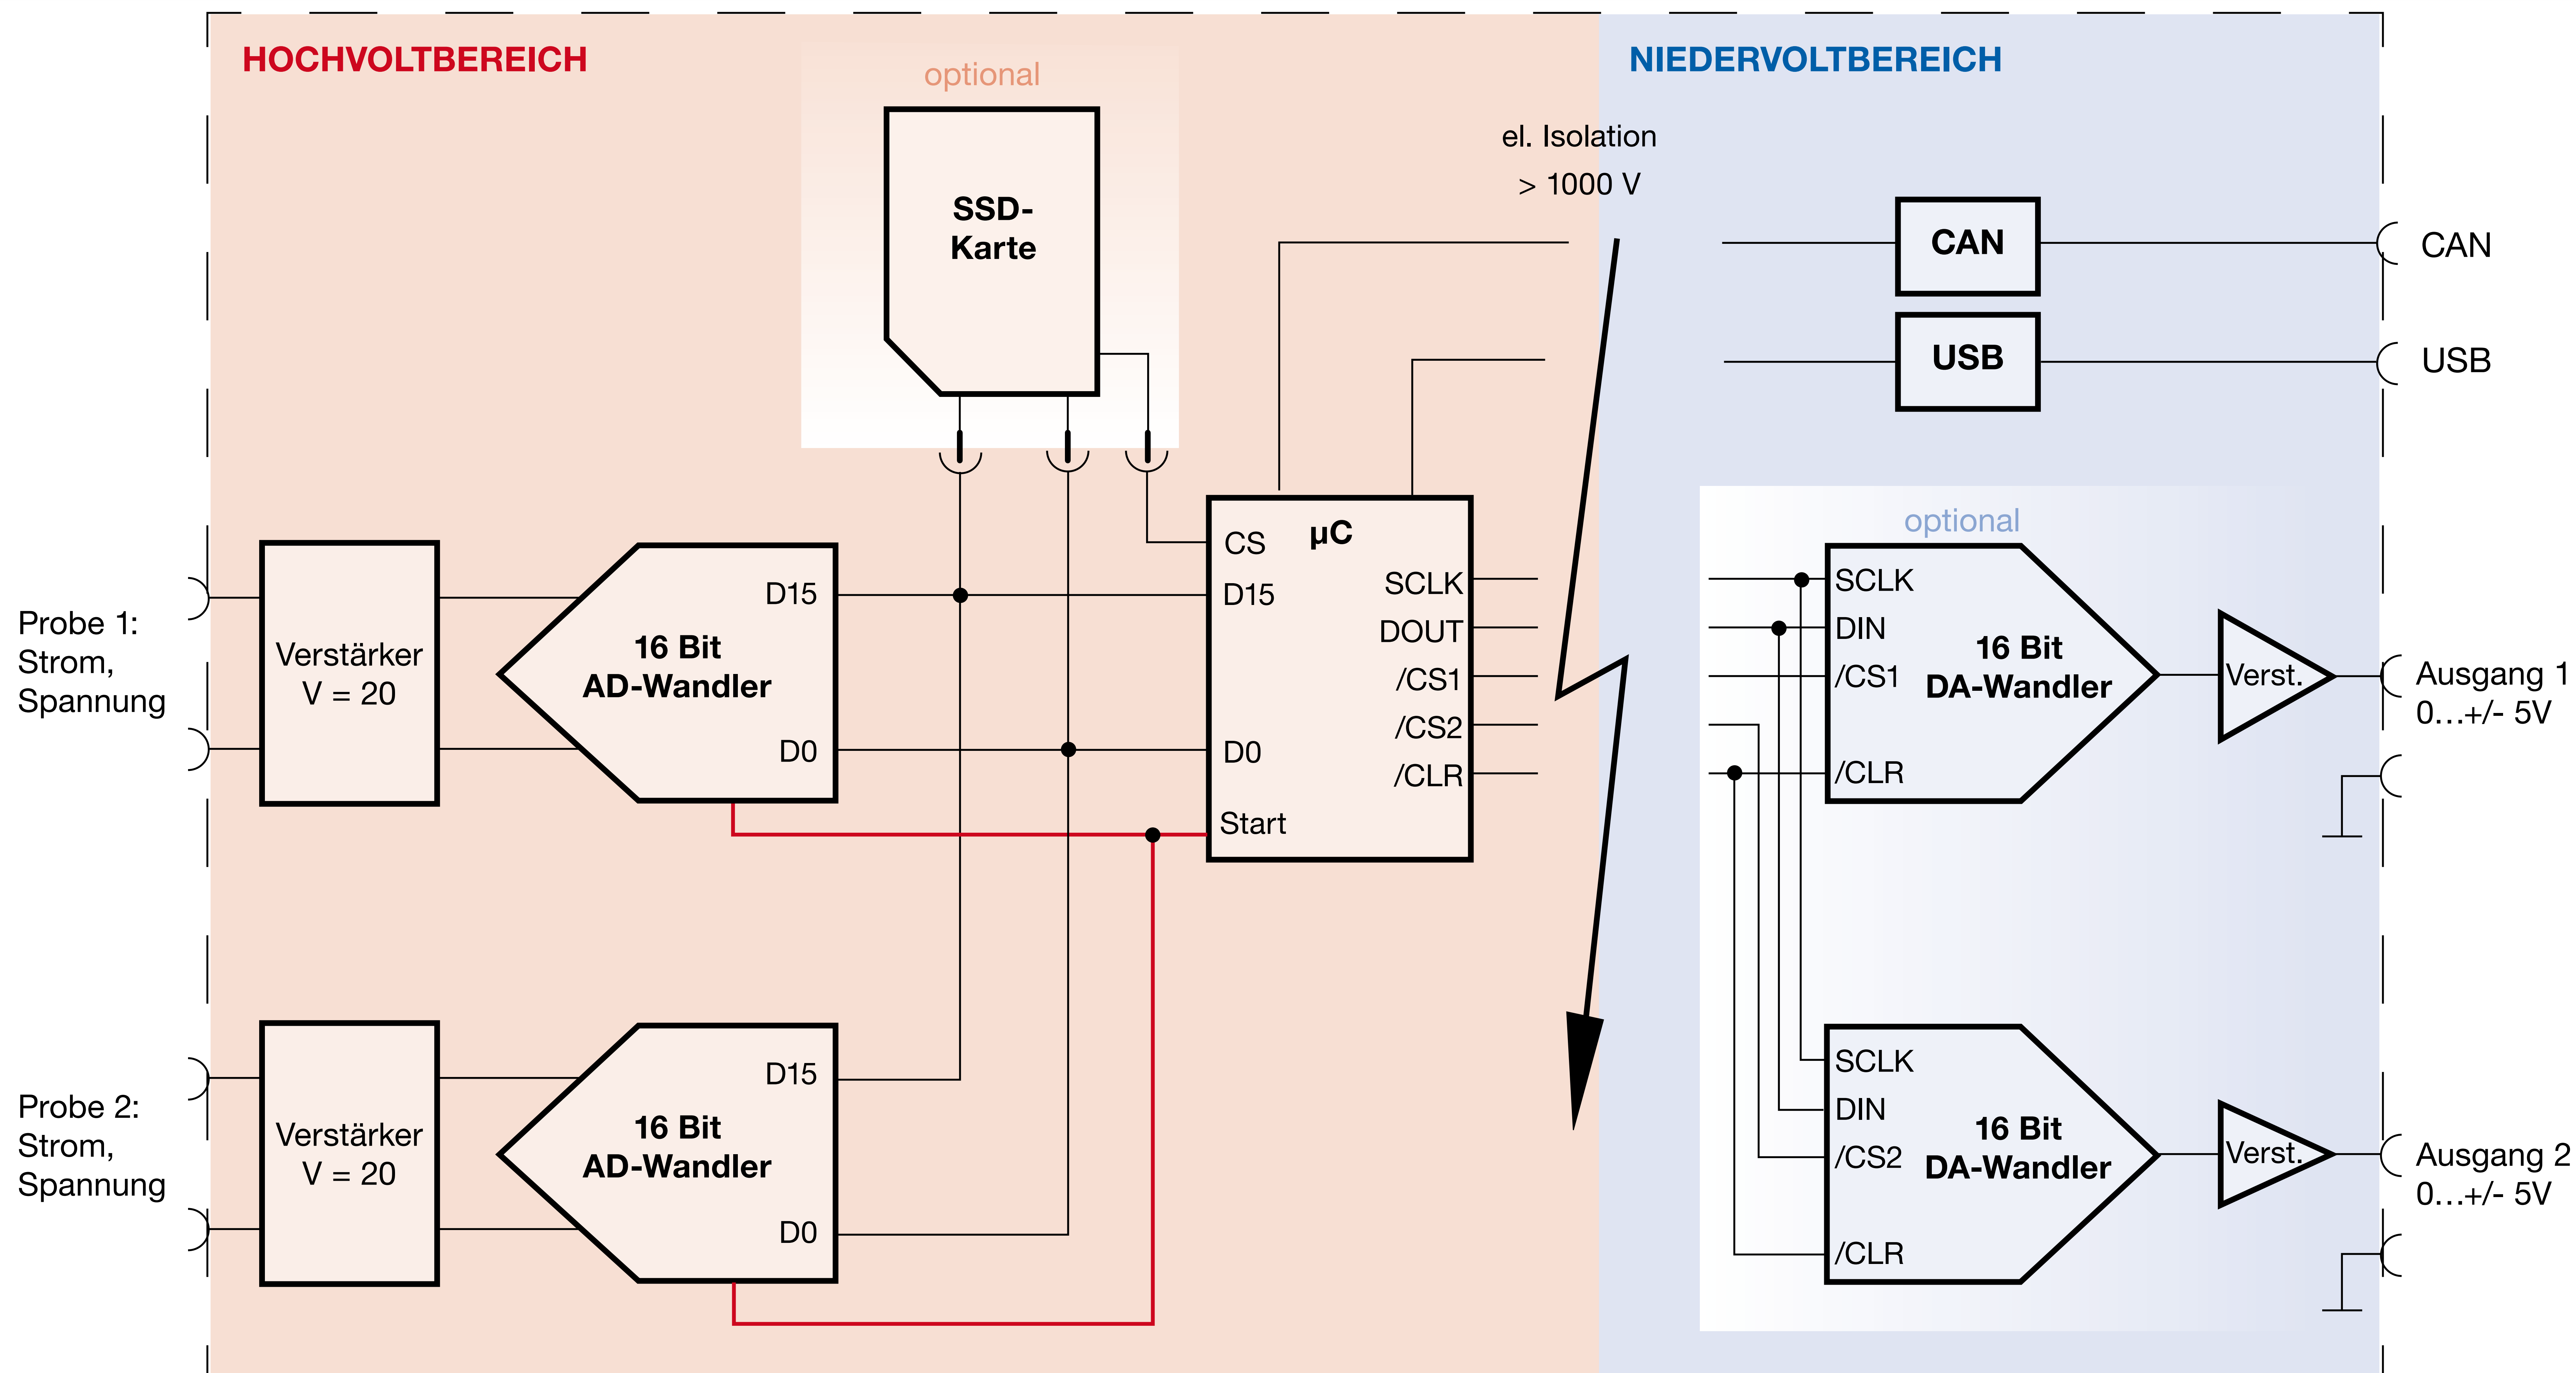 HOCHVOLTBEREICH
NIEDERVOLTBEREICH
optional
SSD-
Karte
el. Isolation
> 1000 V
CAN
CAN
USB
USB
Probe 1:
Strom,
Spannung
Verstärker
V = 20
16 Bit
AD-Wandler
D15
D0
µC
CS
D15
D0
Start
SCLK
DOUT
/CS1
/CS2
/CLR
optional
SCLK
DIN
/CS1
/CLR
16 Bit
DA-Wandler
Verst.
Ausgang 1
0...+/- 5V
Probe 2:
Strom,
Spannung
Verstärker
V = 20
16 Bit
AD-Wandler
D15
D0
SCLK
DIN
/CS2
/CLR
16 Bit
DA-Wandler
Verst.
Ausgang 2
0...+/- 5V